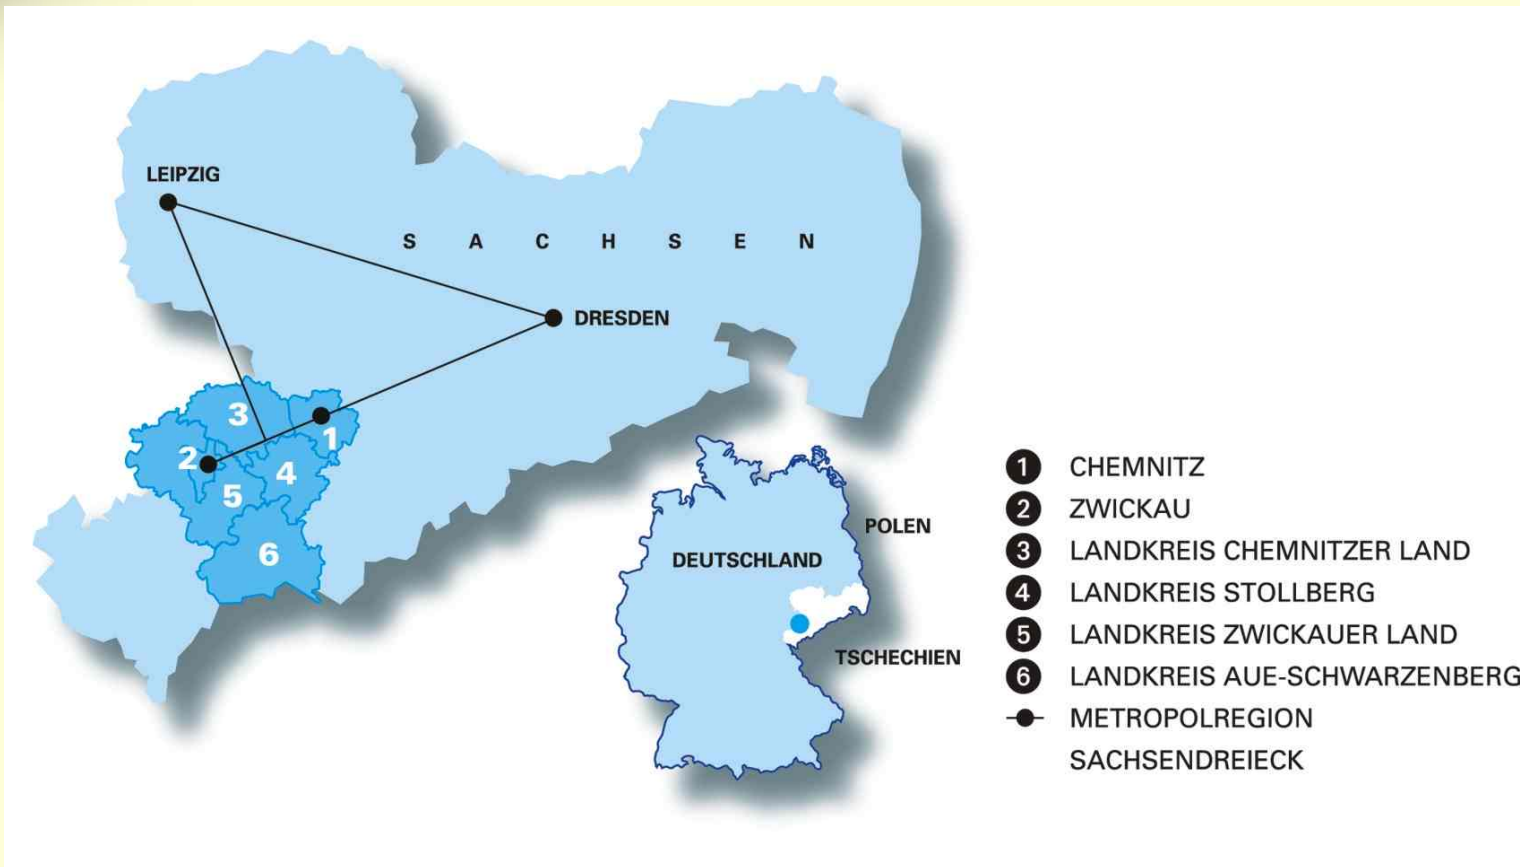 LEIPZIG
S A C H S E N
DRESDEN
3
1
2
4
5
6
DEUTSCHLAND
POLEN
TSCHECHIEN
1 CHEMNITZ
2 ZWICKAU
3 LANDKREIS CHEMNITZER LAND
4 LANDKREIS STOLLBERG
5 LANDKREIS ZWICKAUER LAND
6 LANDKREIS AUE-SCHWARZENBERG
METROPOLREGION
SACHSENDREIECK